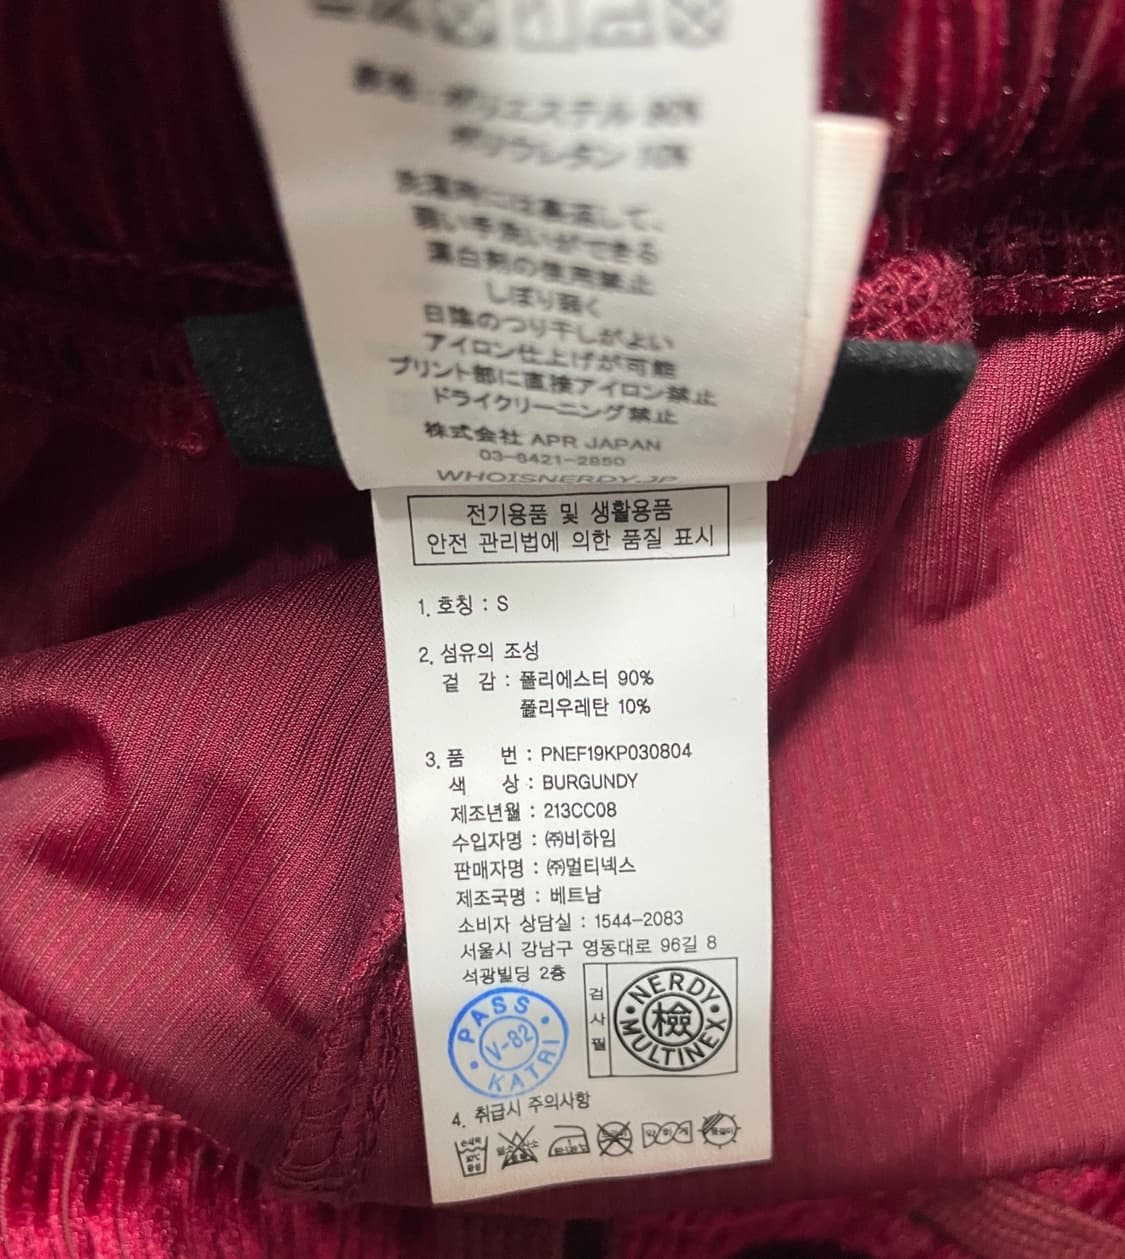 表地：ポリエステル 90%
ポリウレタン 10%
洗濯時には裏返して、
弱い手洗いができる
漂白剤の使用禁止
しぼり弱く
日陰のつり干しがよい
アイロン仕上げが可能
プリント部に直接アイロン禁止
ドライクリーニング禁止
株式会社 APR JAPAN
03-6421-2850
WHOISNERDY.JP
전기용품 및 생활용품
안전 관리법에 의한 품질 표시
1. 호칭 : S
2. 섬유의 조성
겉 감 : 폴리에스터 90%
폴리우레탄 10%
3. 품 번 : PNEF19KP030804
색 상 : BURGUNDY
제조년월 : 213CC08
수입자명 : ㈜비하임
판매자명 : ㈜멀티넥스
제조국명 : 베트남
소비자 상담실 : 1544-2083
서울시 강남구 영동대로 96길 8
석광빌딩 2층
PASS
V-82
KATRI
검사필
NERDY
檢
MULTINEX
4. 취급시 주의사항